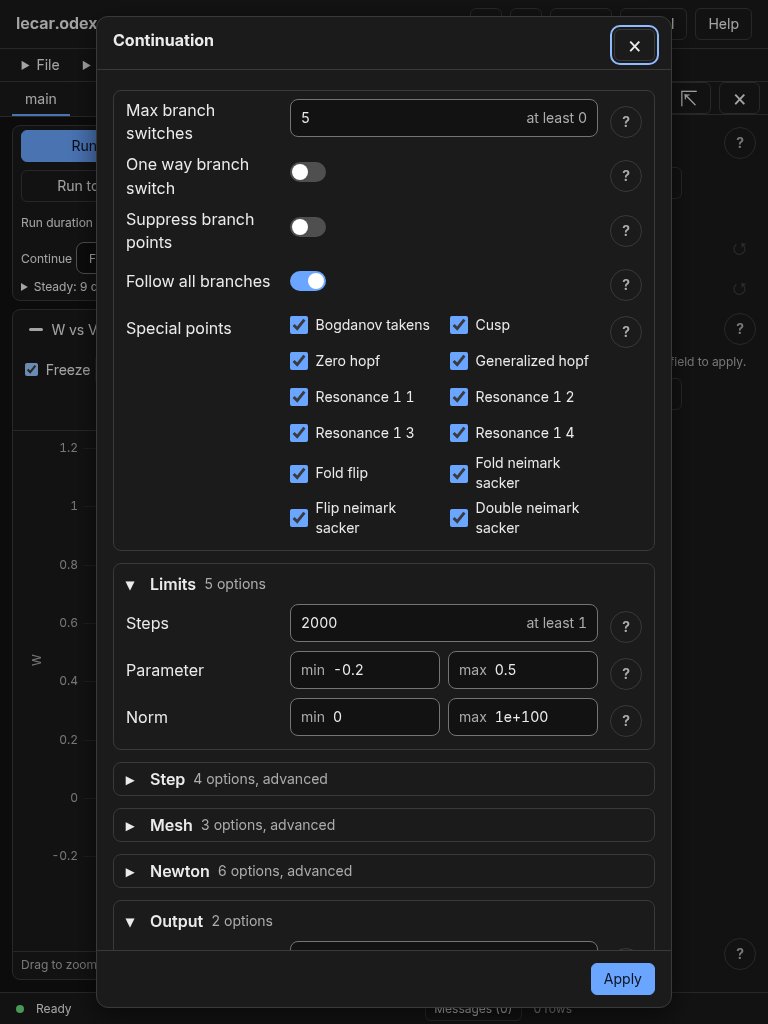 lecar.odex
Help
Continuation
×
File
main
Max branch
switches
5
at least 0
?
Run
One way branch
switch
?
Run to
Suppress branch
points
?
Run duration
Continue
F
Follow all branches
?
Steady: 9 c
W vs V
Special points
Bogdanov takens
Cusp
?
Freeze
Zero hopf
Generalized hopf
field to apply.
Resonance 1 1
Resonance 1 2
Resonance 1 3
Resonance 1 4
Fold flip
Fold neimark
sacker
Flip neimark
sacker
Double neimark
sacker
1.2
1
0.8
0.6
0.4
0.2
0
-0.2
W
Limits 5 options
Steps
2000
at least 1
?
Parameter
min -0.2
max 0.5
?
Norm
min 0
max 1e+100
?
Step 4 options, advanced
Mesh 3 options, advanced
Newton 6 options, advanced
Output 2 options
Drag to zoom
?
Apply
Ready
Messages (0)
0 rows